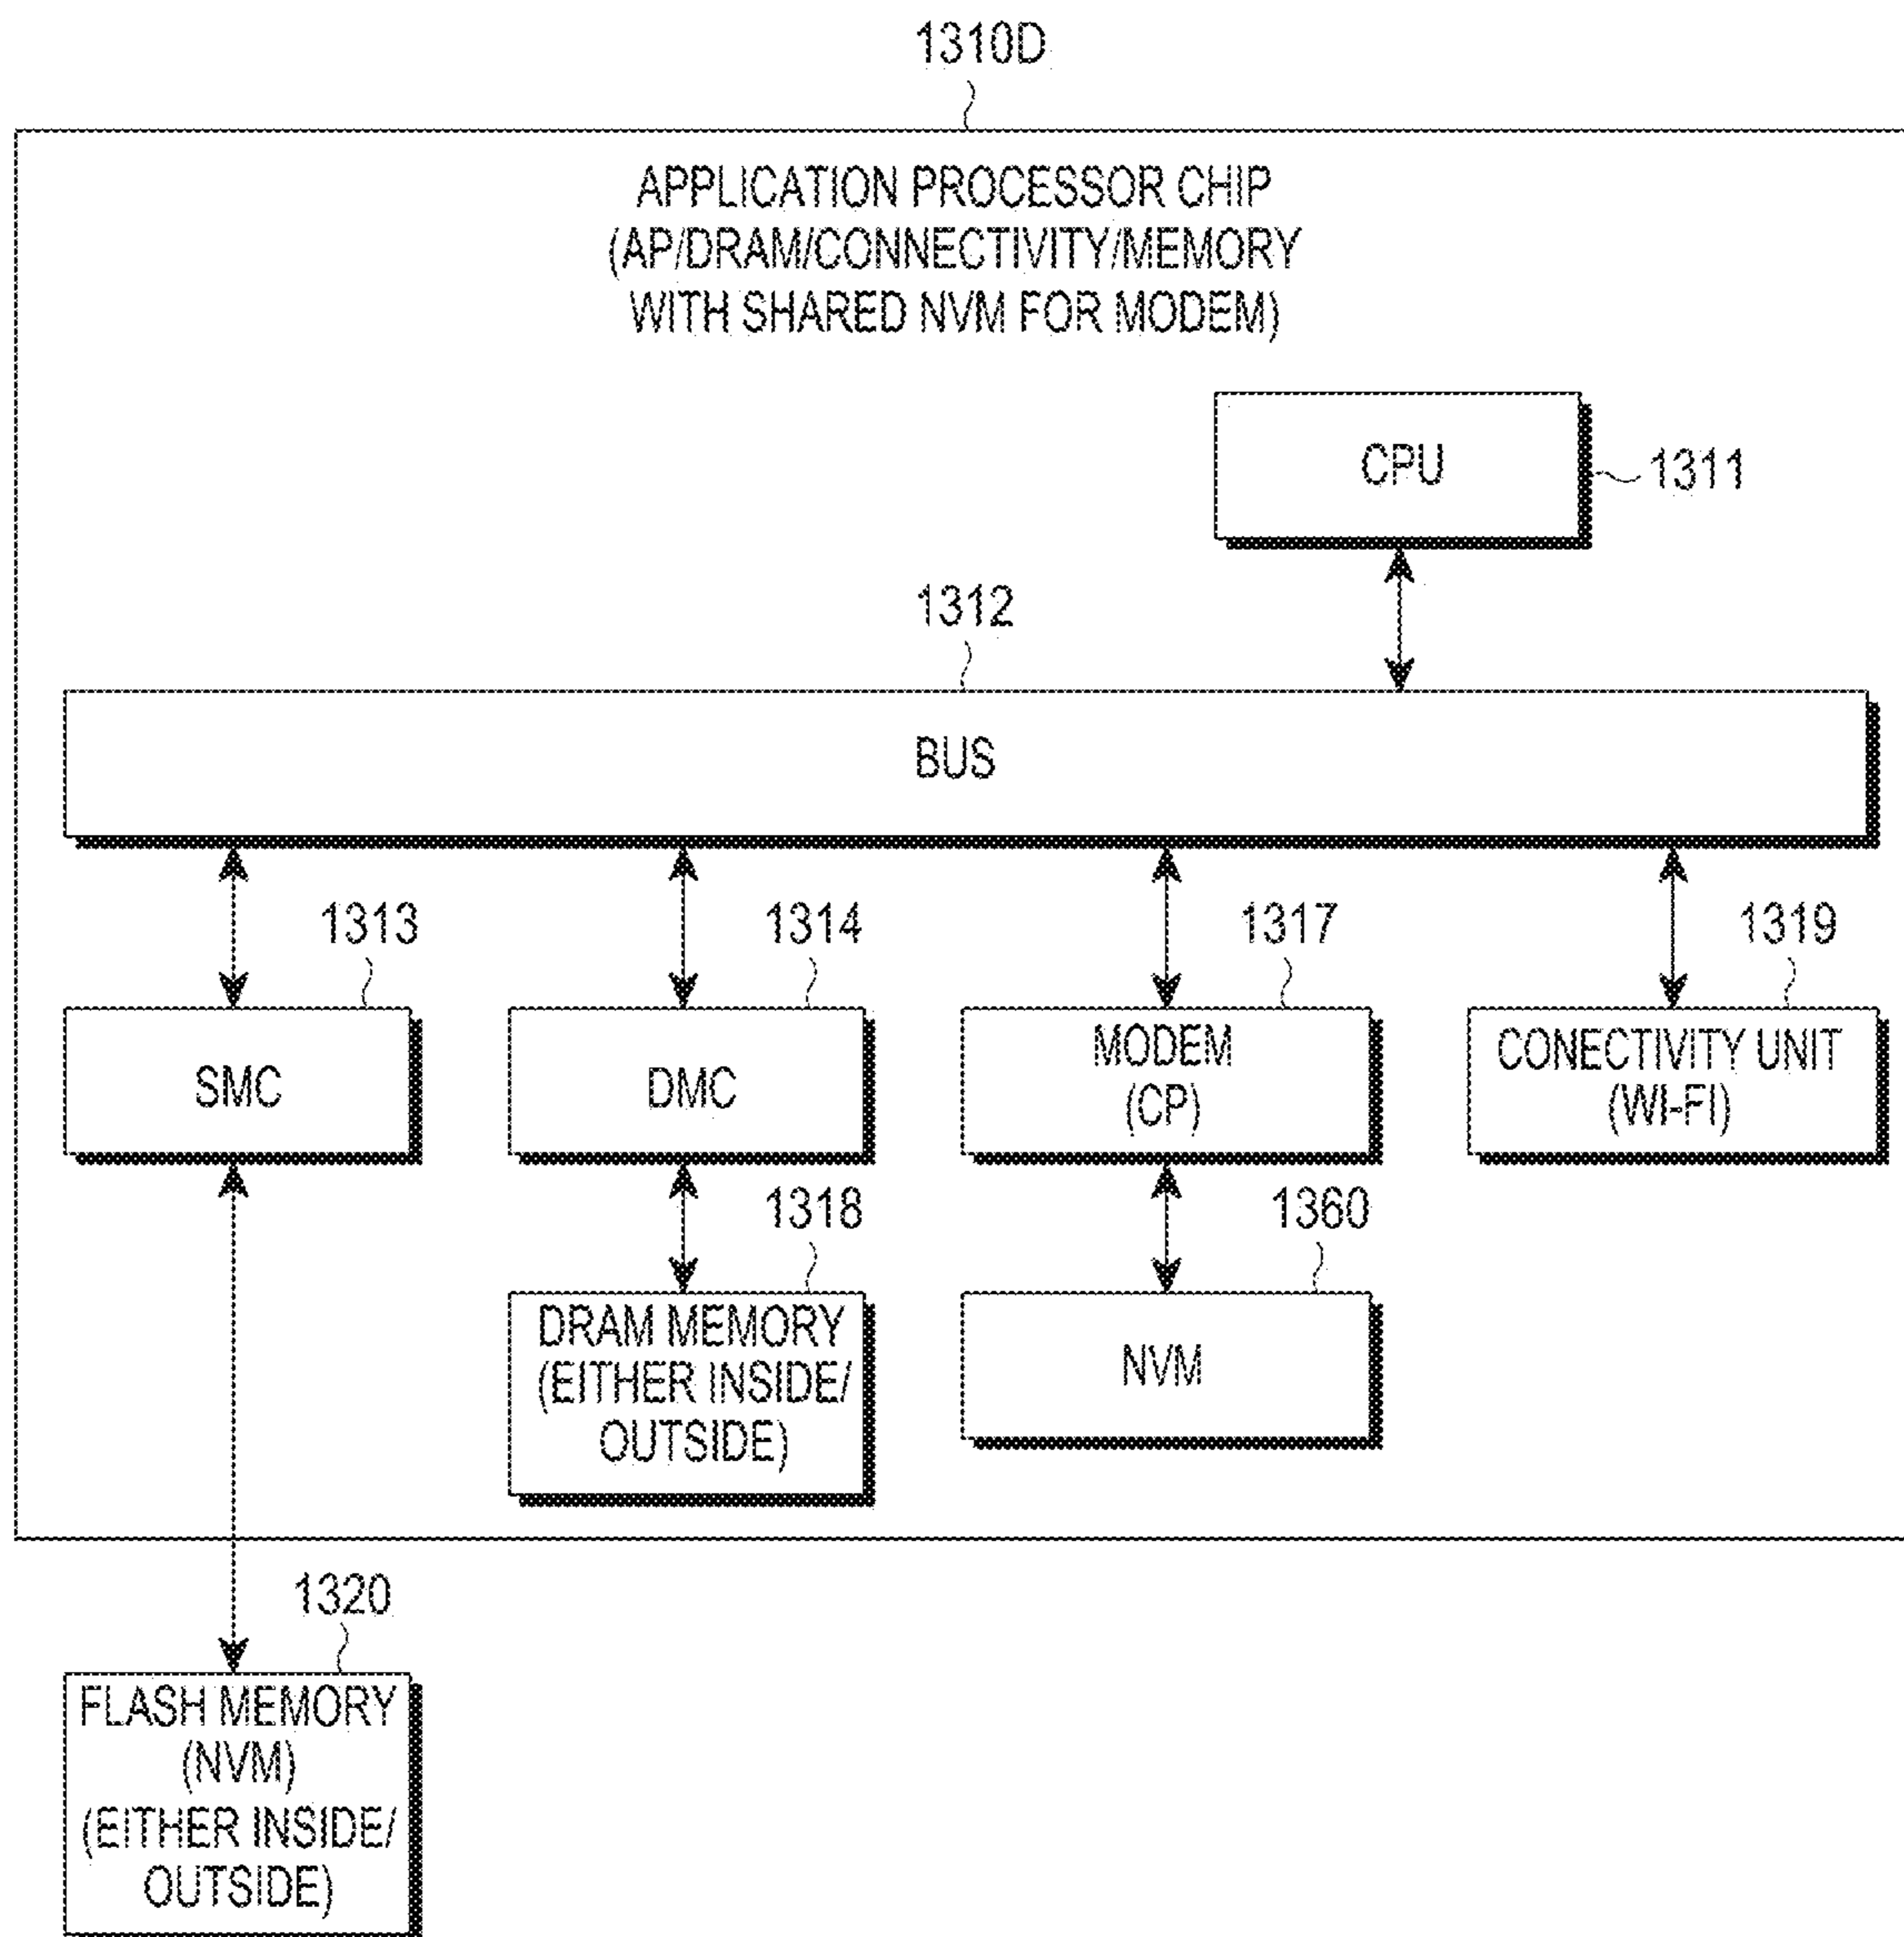 1310D
APPLICATION PROCESSOR CHIP
(AP/DRAM/CONNECTIVITY/MEMORY
WITH SHARED NVM FOR MODEM)
CPU
1311
1312
BUS
1313
1314
1317
1319
SMC
DMC
MODEM
(CP)
CONECTIVITY UNIT
(WI-FI)
1318
1360
DRAM MEMORY
(EITHER INSIDE/
OUTSIDE)
NVM
1320
FLASH MEMORY
(NVM)
(EITHER INSIDE/
OUTSIDE)